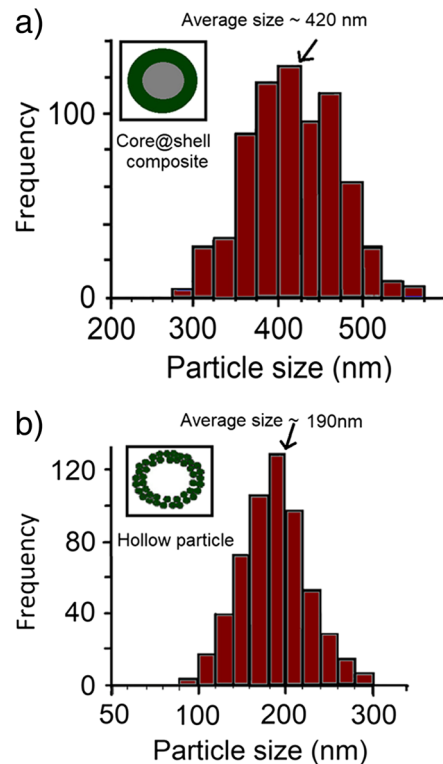 a)
Average size ~ 420 nm
Core@shell
composite
Frequency
100
0
200
300
400
500
Particle size (nm)
b)
Average size ~ 190nm
Hollow particle
Frequency
120
80
40
0
50
100
200
300
Particle size (nm)